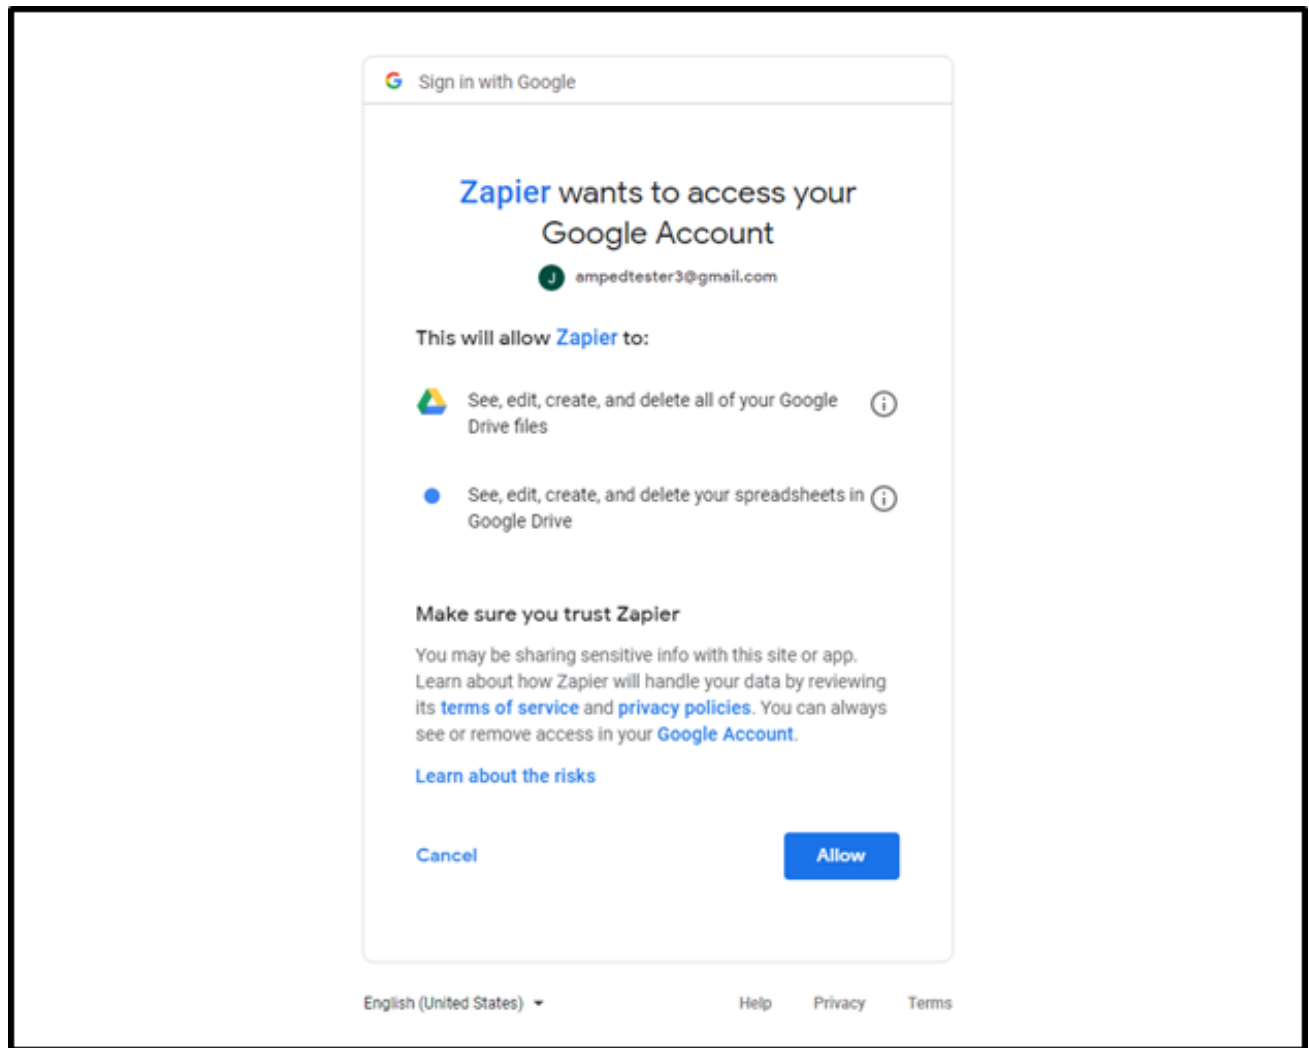 Sign in with Google
Zapier wants to access your
Google Account
J ampedtester3@gmail.com
This will allow Zapier to:
See, edit, create, and delete all of your Google
Drive files
See, edit, create, and delete your spreadsheets in
Google Drive
Make sure you trust Zapier
You may be sharing sensitive info with this site or app.
Learn about how Zapier will handle your data by reviewing
its terms of service and privacy policies. You can always
see or remove access in your Google Account.
Learn about the risks
Cancel Allow
English (United States) Help Privacy Terms